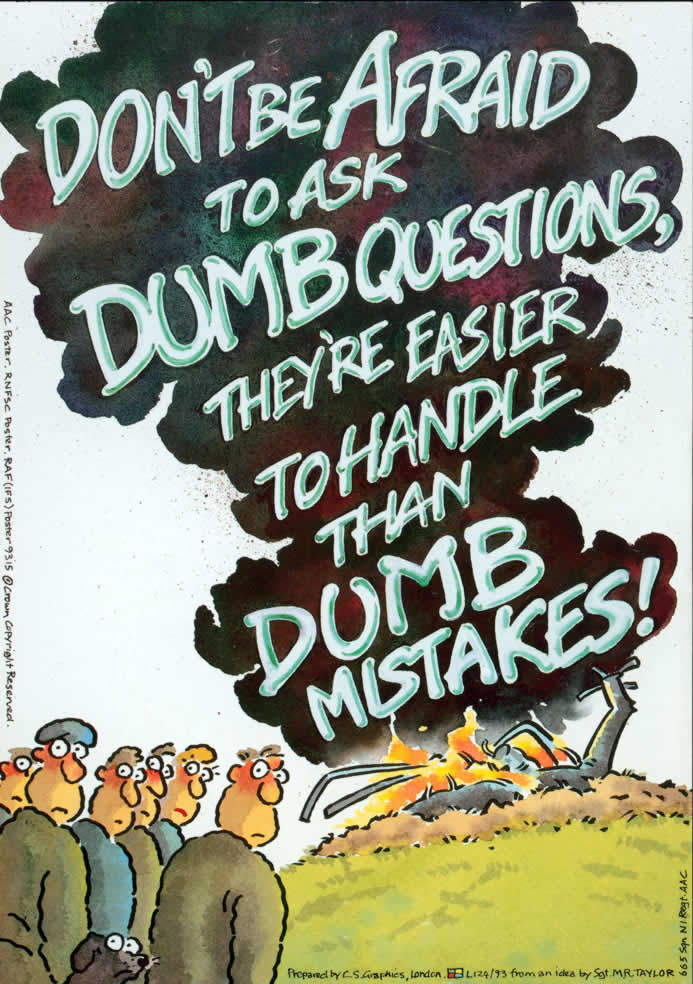 DON'T BE AFRAID
TO ASK
DUMB QUESTIONS,
THEY'RE EASIER
TO HANDLE
THAN
DUMB
MISTAKES!
AAC Poster. RNFSC Poster. RAF(IFS) Poster 9315 © Crown Copyright Reserved.
Prepared by C.S.Graphics, London. L124/93 from an idea by Sgt. M.R. TAYLOR
665 Sqn NI Regt. AAC